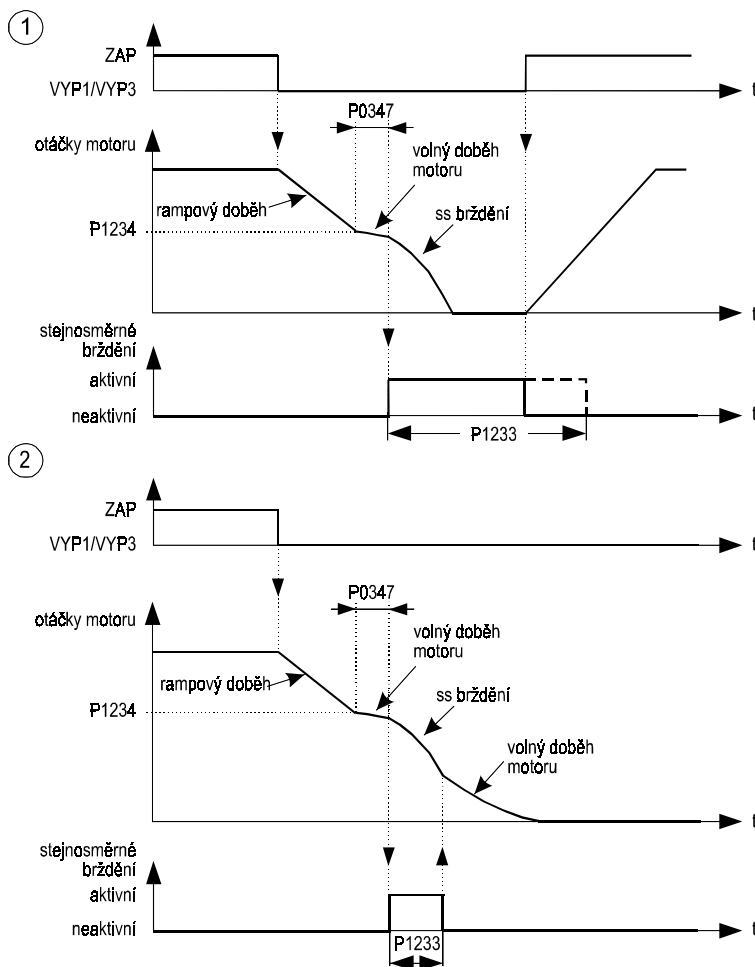 1
ZAP
VYP1/VYP3
t
P0347
otáčky motoru
volný doběh
motoru
rampový doběh
ss brždění
P1234
t
stejnosměrné
brždění
aktivní
neaktivní
t
P1233
2
ZAP
VYP1/VYP3
t
P0347
otáčky motoru
volný doběh
motoru
rampový doběh
ss brždění
P1234
volný doběh
motoru
t
stejnosměrné
brždění
aktivní
neaktivní
t
P1233